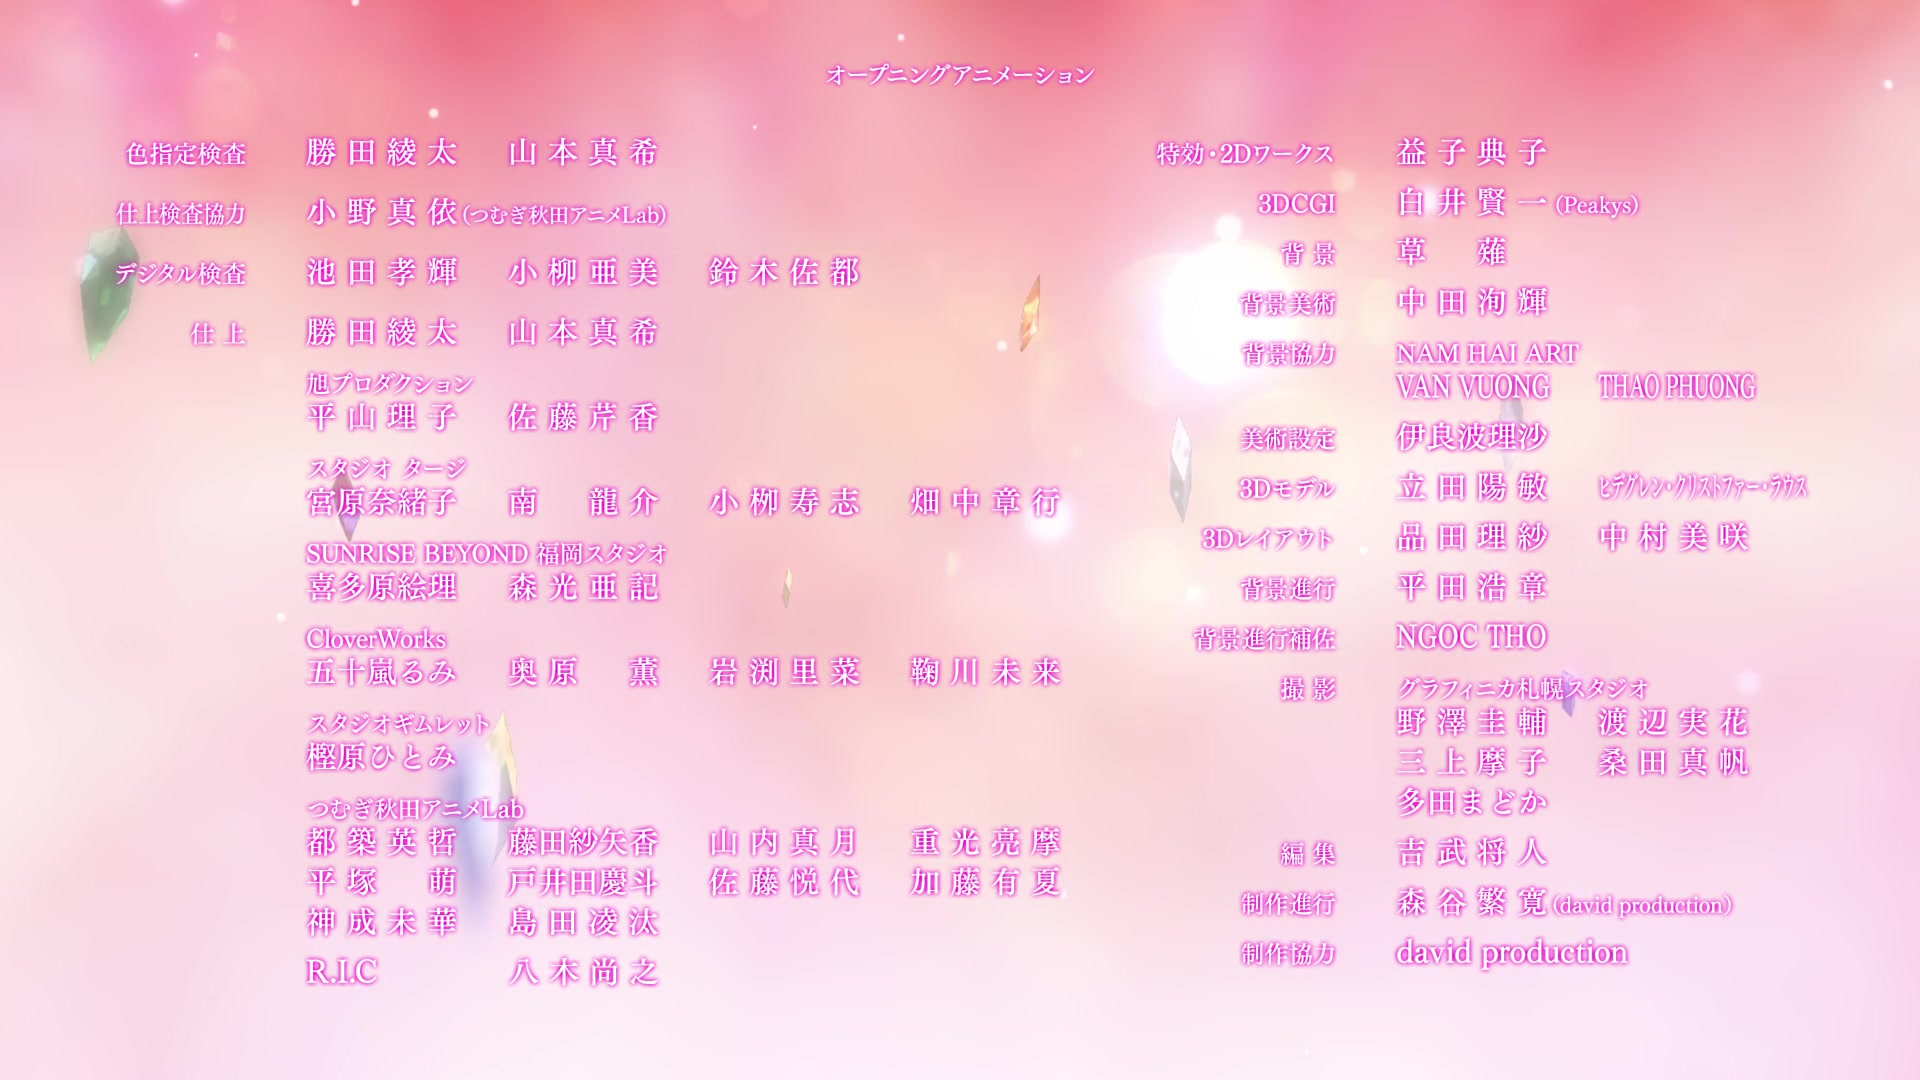 オープニングアニメーション
色指定検査 勝田綾太 山本真希
仕上検査協力 小野真依(つむぎ秋田アニメLab)
デジタル検査 池田孝輝 小柳亜美 鈴木佐都
仕上 勝田綾太 山本真希
旭プロダクション
平山理子 佐藤芹香
スタジオ タージ
宮原奈緒子 南龍介 小栁寿志 畑中章行
SUNRISE BEYOND 福岡スタジオ
喜多原絵理 森光亜記
CloverWorks
五十嵐るみ 奥原薫 岩渕里菜 鞠川未来
スタジオギムレット
樫原ひとみ
つむぎ秋田アニメLab
都築英哲 藤田紗矢香 山内真月 重光亮摩
平塚萌 戸井田慶斗 佐藤悦代 加藤有夏
神成未華 島田凌汰
R.I.C 八木尚之
特効・2Dワークス 益子典子
3DCGI 白井賢一(Peakys)
背景 草薙
背景美術 中田洵輝
背景協力 NAM HAI ART
VAN VUONG THAO PHUONG
美術設定 伊良波理沙
3Dモデル 立田陽敏 ヒデグレン・クリストファー・ラウス
3Dレイアウト 品田理紗 中村美咲
背景進行 平田浩章
背景進行補佐 NGOC THO
撮影 グラフィニカ札幌スタジオ
野澤圭輔 渡辺実花
三上摩子 桑田真帆
多田まどか
編集 吉武将人
制作進行 森谷繁寛(david production)
制作協力 david production